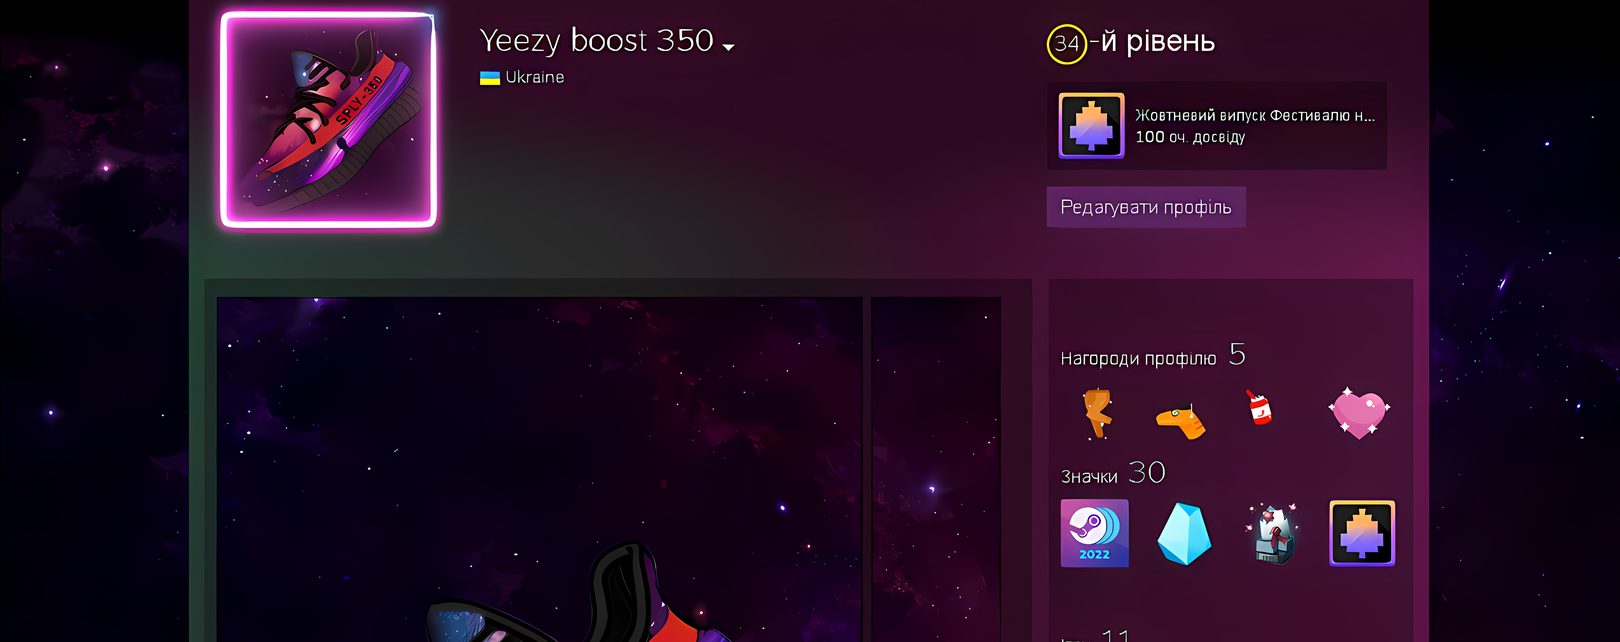 Yeezy boost 350
Ukraine
SPLY-350
34-й рівень
Жовтневий випуск Фестивалю н...
100 оч. досвіду
Редагувати профіль
Нагороди профілю 5
Значки 30
2022
11